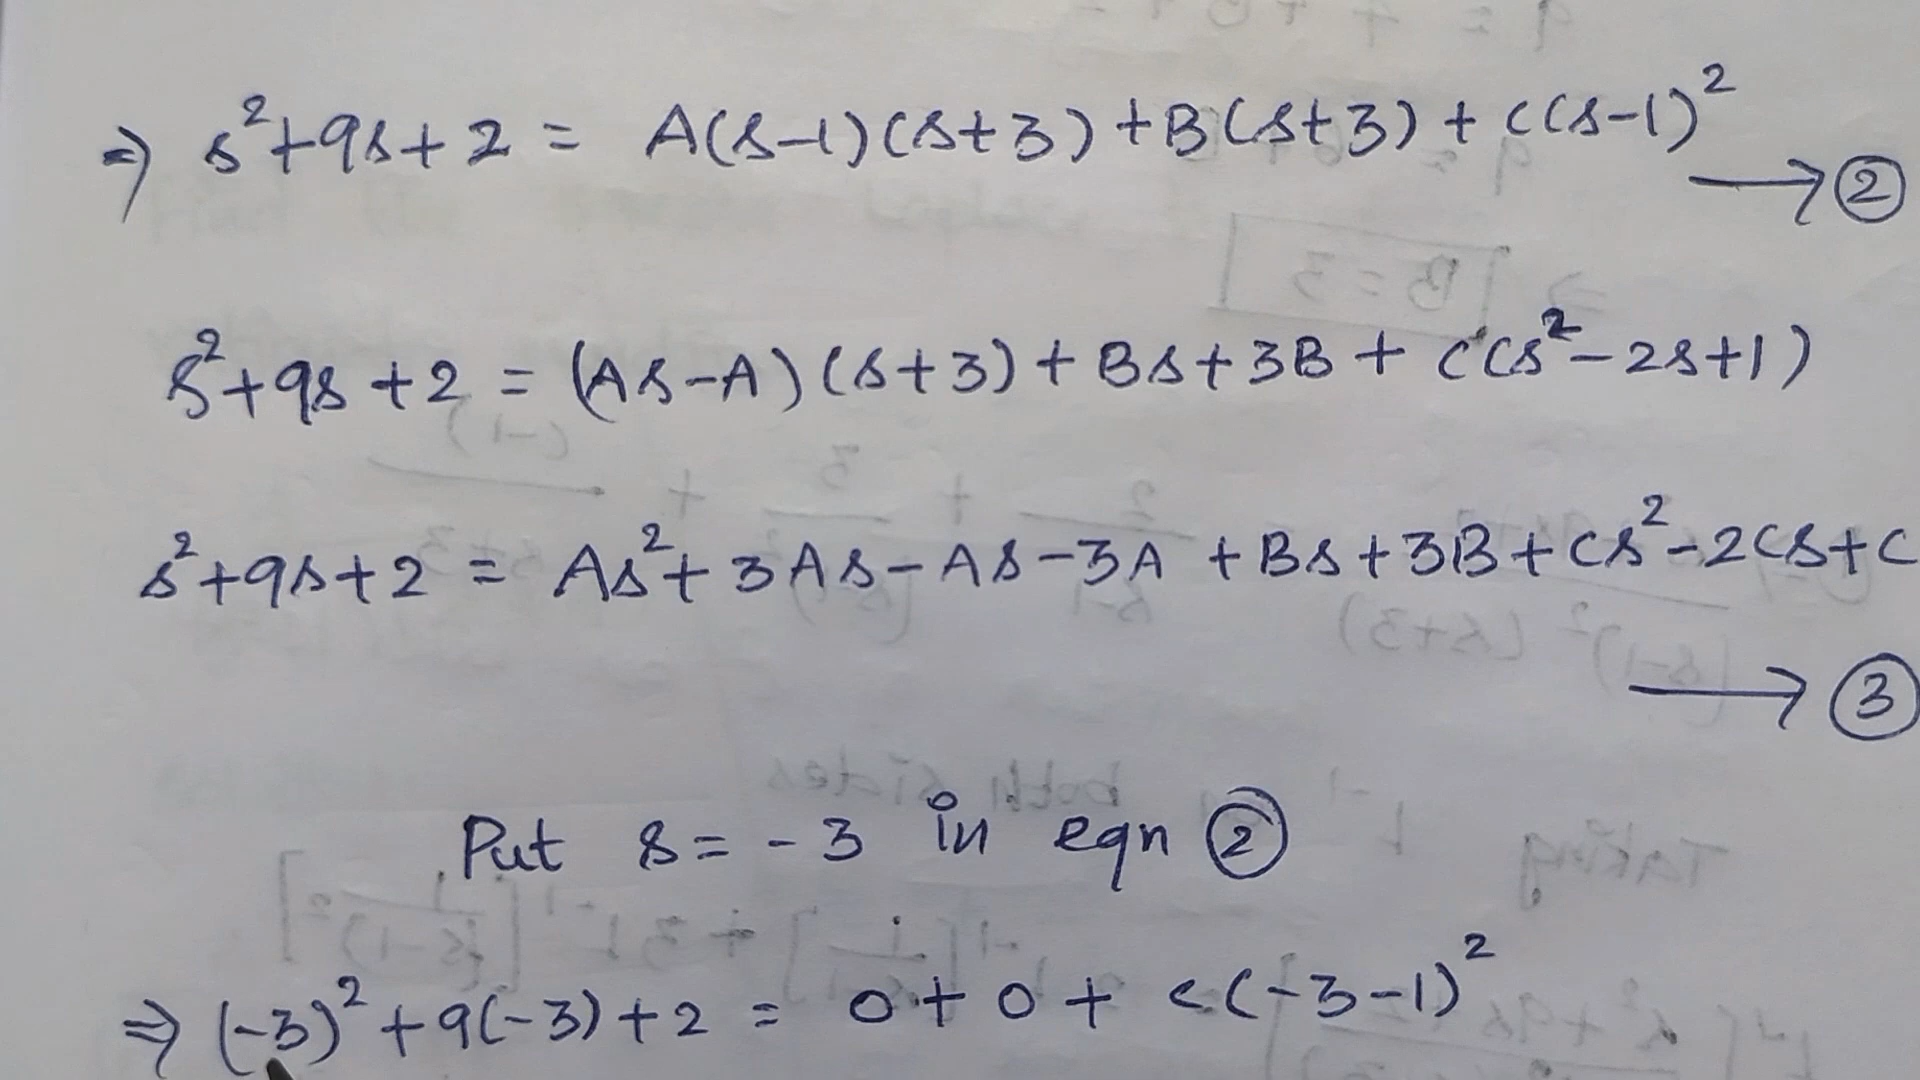 ⇒ s²+9s+2 = A(s-1)(s+3)+B(s+3)+C(s-1)²
→ ②
s²+9s+2 = (As-A)(s+3)+Bs+3B+C(s²-2s+1)
s²+9s+2 = As²+3As-As-3A+Bs+3B+Cs²-2Cs+C
→ ③
Put s=-3 in eqn ②
⇒ (-3)²+9(-3)+2 = 0+0+C(-3-1)²